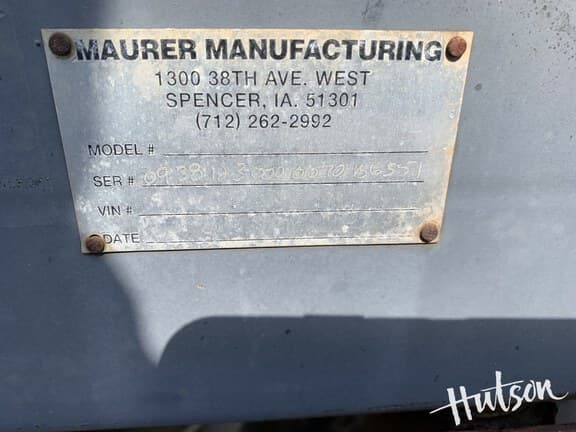 MAURER MANUFACTURING
1300 38TH AVE. WEST
SPENCER, IA. 51301
(712) 262-2992
MODEL #
SER #
VIN #
DATE
Hutson